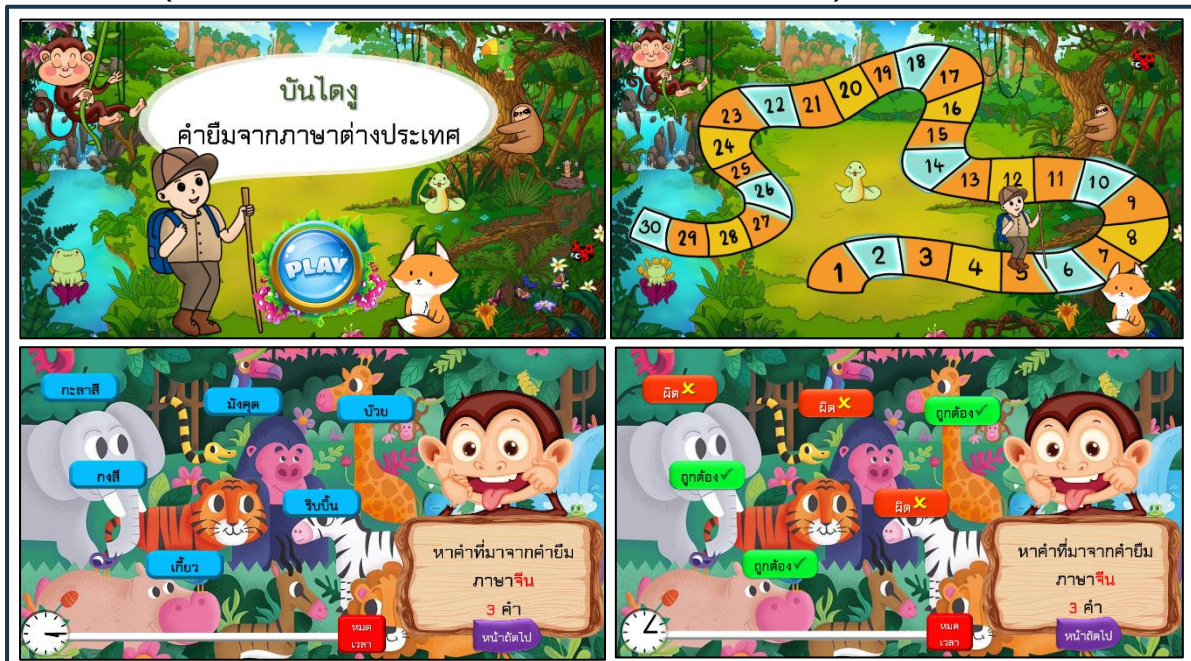 บันไดงู
คำยืมจากภาษาต่างประเทศ
PLAY
1
2
3
4
5
6
7
8
9
10
11
12
13
14
15
16
17
18
19
20
21
22
23
24
25
26
27
28
29
30
กะลาสี
มังคุด
บ๊วย
กงสี
ริบบิ้น
เกี๊ยว
หาคำที่มาจากคำยืม
ภาษาจีน
3 คำ
หมด
เวลา
หน้าถัดไป
ผิด
ผิด
ถูกต้อง
ถูกต้อง
ผิด
ถูกต้อง
หาคำที่มาจากคำยืม
ภาษาจีน
3 คำ
หมด
เวลา
หน้าถัดไป